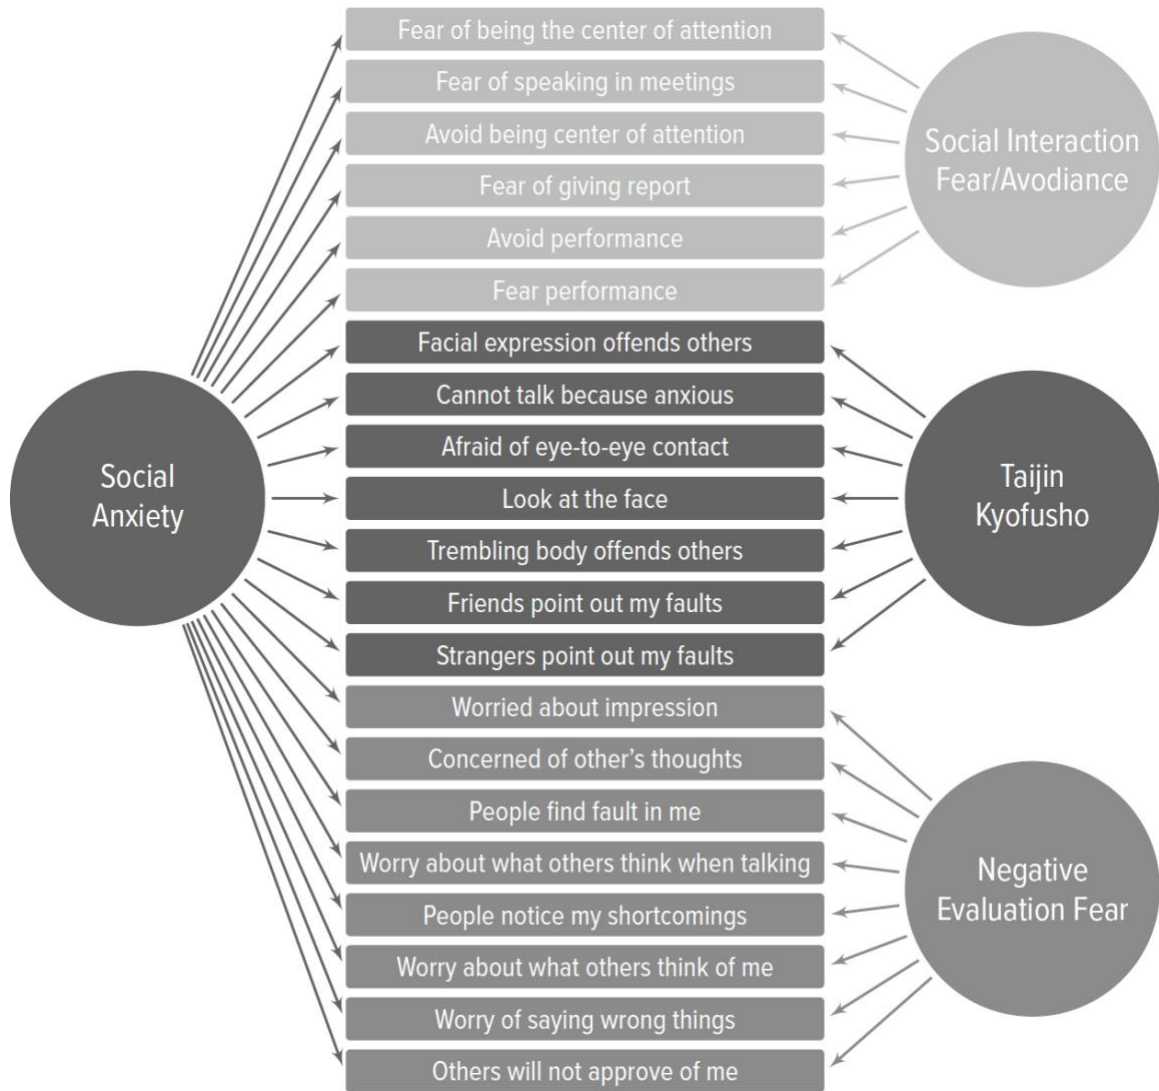 Fear of being the center of attention
Fear of speaking in meetings
Avoid being center of attention
Fear of giving report
Avoid performance
Fear performance
Facial expression offends others
Cannot talk because anxious
Afraid of eye-to-eye contact
Look at the face
Trembling body offends others
Friends point out my faults
Strangers point out my faults
Worried about impression
Concerned of other’s thoughts
People find fault in me
Worry about what others think when talking
People notice my shortcomings
Worry about what others think of me
Worry of saying wrong things
Others will not approve of me
Social
Anxiety
Social Interaction
Fear/Avodiance
Taijin
Kyofusho
Negative
Evaluation Fear